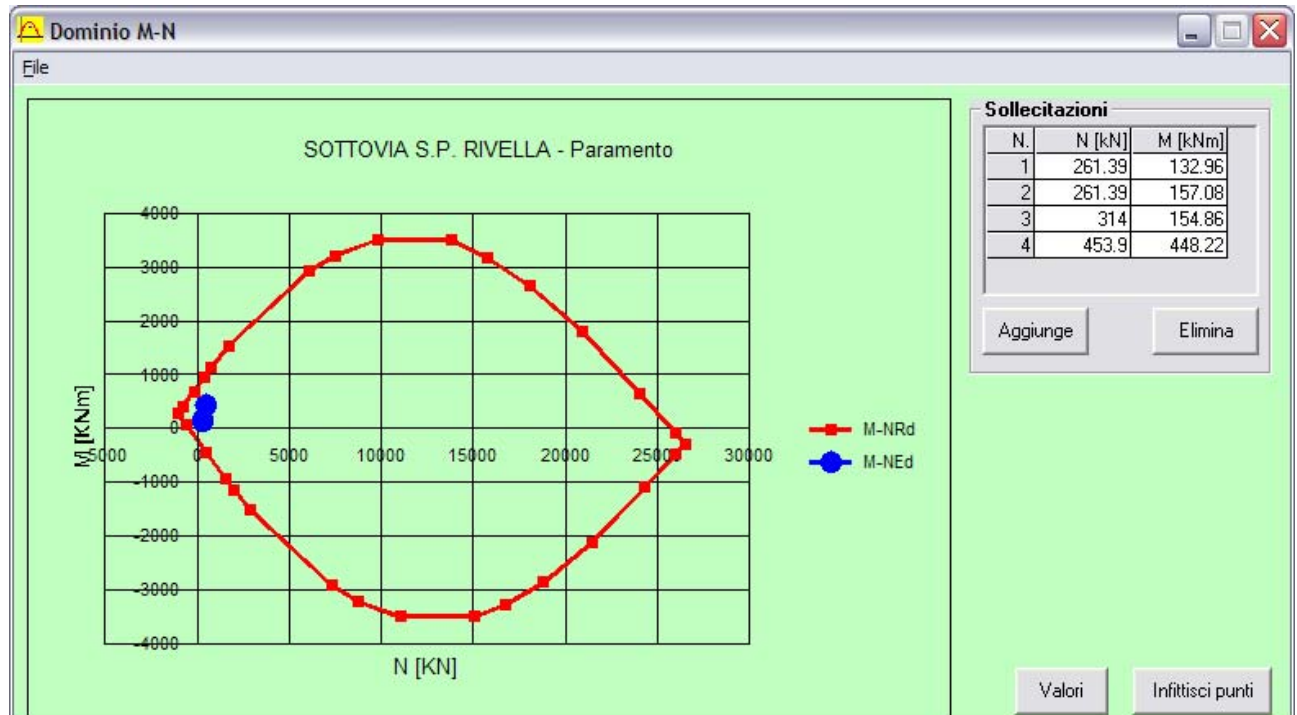 Dominio M-N
File
SOTTOVIA S.P. RIVELLA - Paramento
4000
3000
2000
1000
0
-1000
-2000
-3000
-4000
M [KNm]
-5000 0 5000 10000 15000 20000 25000 30000
N [KN]
M-NRd
M-NEd
Sollecitazioni
N. N [kN] M [kNm]
1 261.39 132.96
2 261.39 157.08
3 314 154.86
4 453.9 448.22
Aggiunge Elimina
Valori Infittisci punti